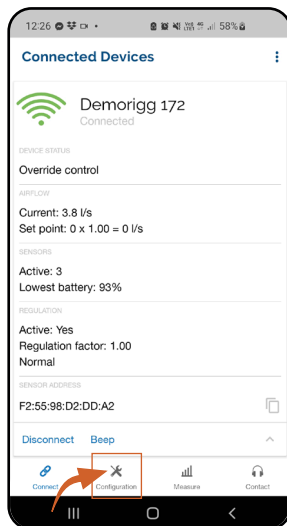 12:26
58%
Connected Devices
Demorigg 172
Connected
DEVICE STATUS
Override control
AIRFLOW
Current: 3.8 l/s
Set point: 0 x 1.00 = 0 l/s
SENSORS
Active: 3
Lowest battery: 93%
REGULATION
Active: Yes
Regulation factor: 1.00
Normal
SENSOR ADDRESS
F2:55:98:D2:DD:A2
Disconnect Beep
Connect Configuration Measure Contact